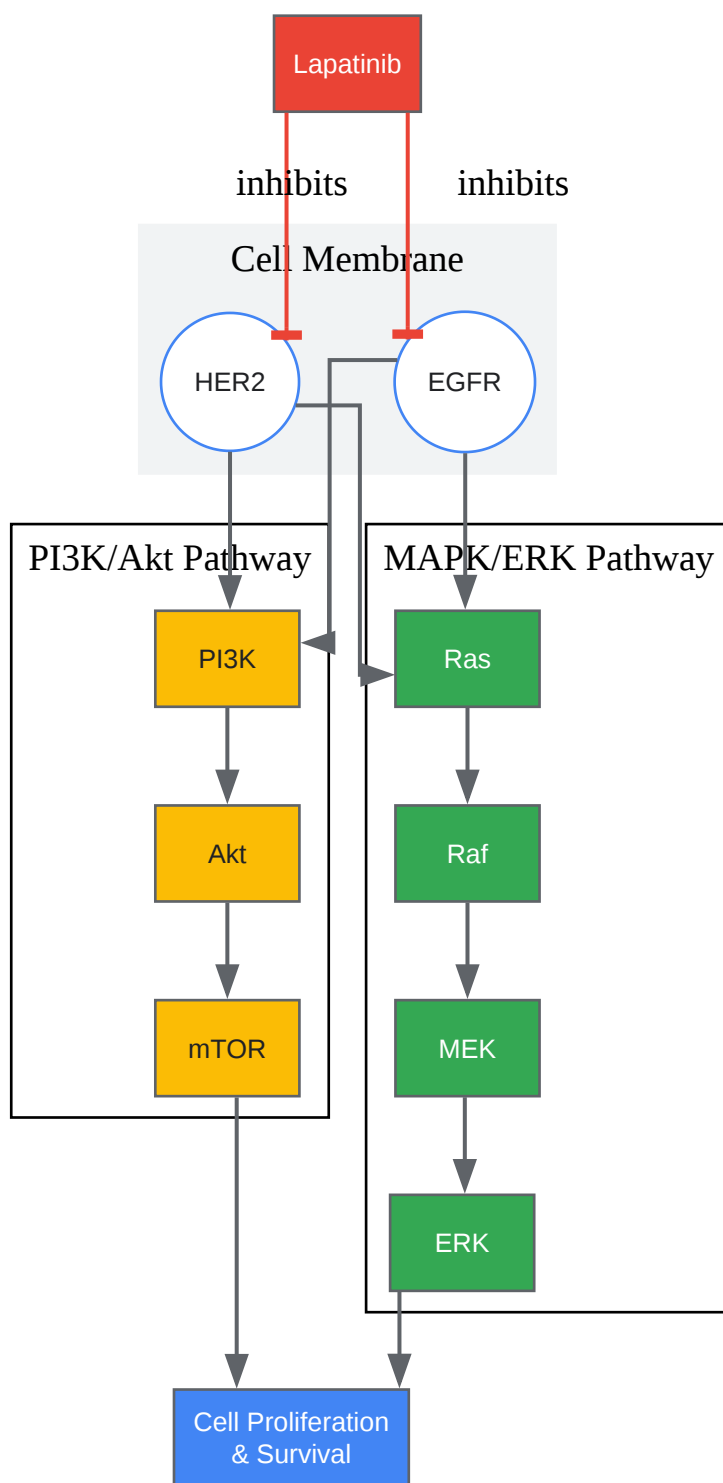 Lapatinib
inhibits
inhibits
Cell Membrane
HER2
EGFR
PI3K/Akt Pathway
MAPK/ERK Pathway
PI3K
Ras
Akt
Raf
mTOR
MEK
ERK
Cell Proliferation
& Survival